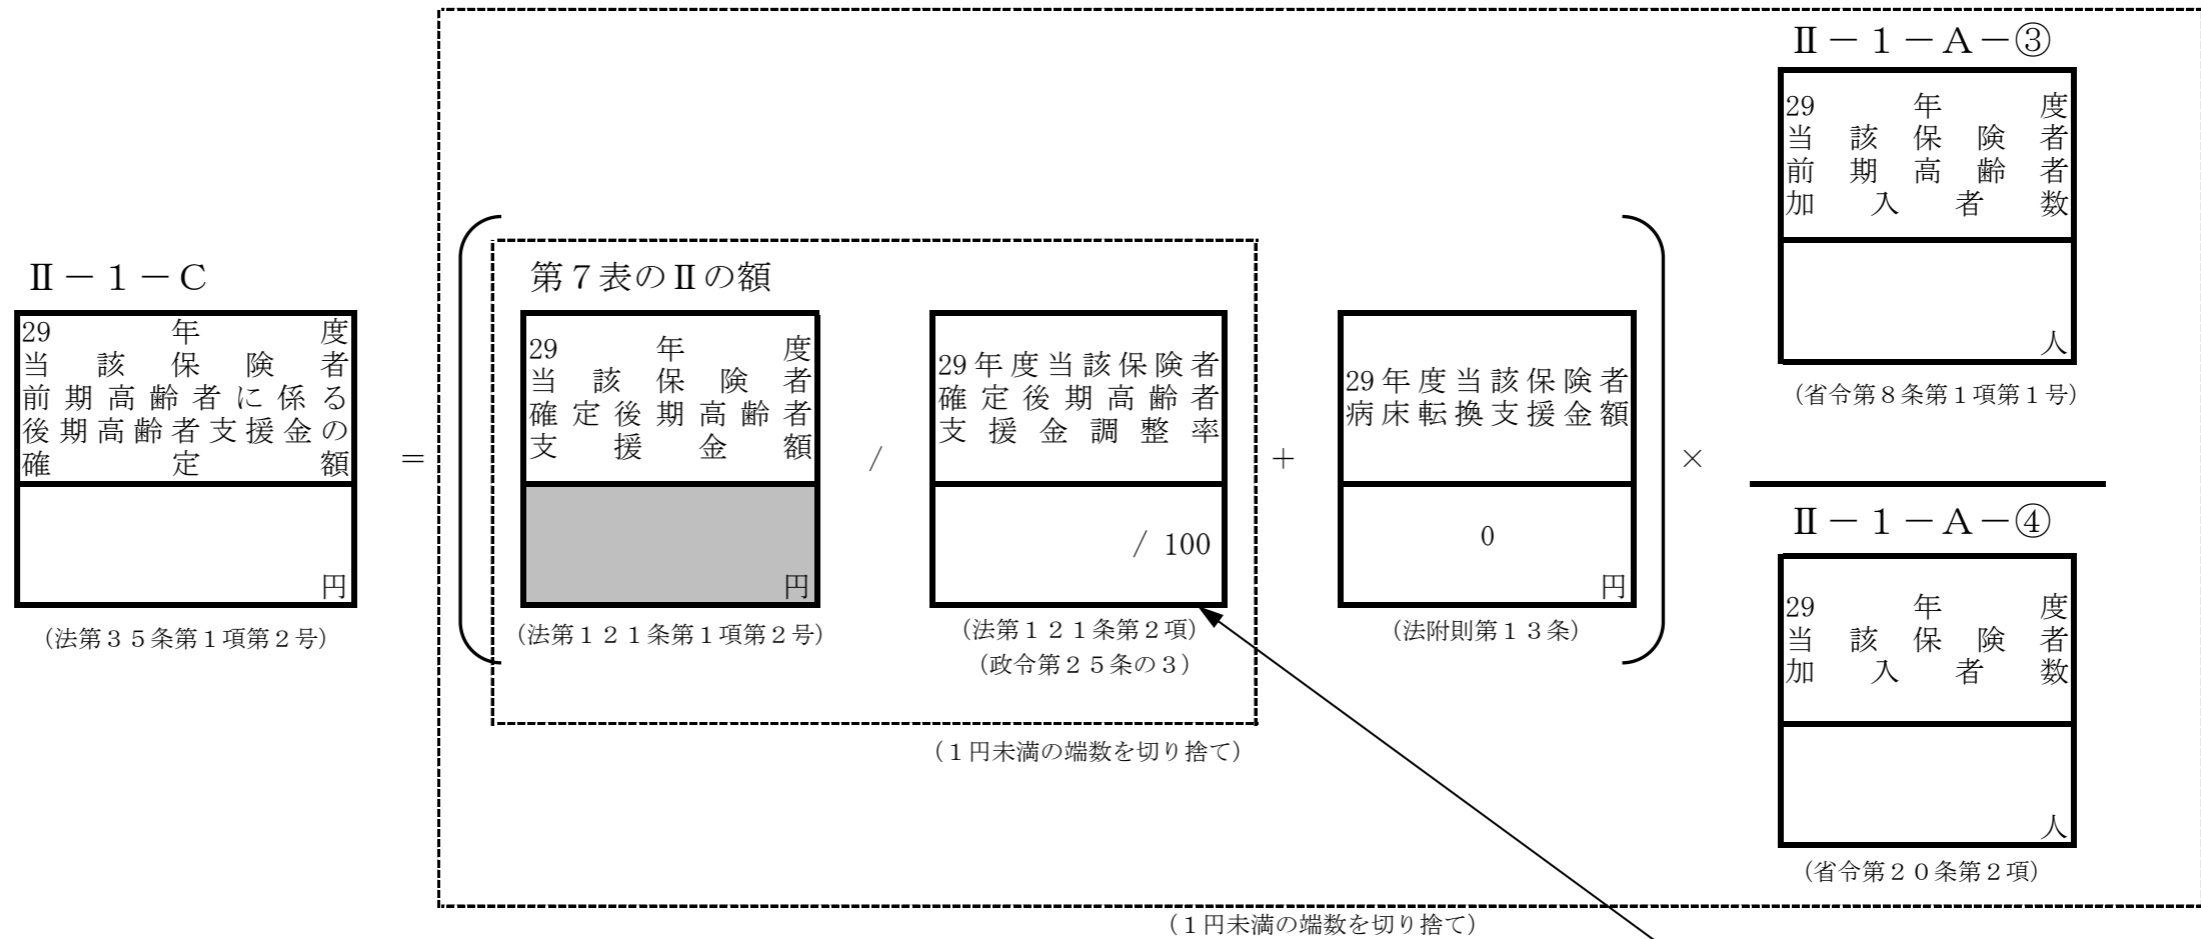 Ⅱ－１－Ｃ
29年度
当該保険者
前期高齢者に係る
後期高齢者支援金の
確定額
円
（法第３５条第１項第２号）
＝
第７表のⅡの額
29年度
当該保険者
確定後期高齢者
支援金額
円
（法第１２１条第１項第２号）
/
29年度当該保険者
確定後期高齢者
支援金調整率
/ 100
（法第１２１条第２項）
（政令第２５条の３）
（１円未満の端数を切り捨て）
＋
29年度当該保険者
病床転換支援金額
0
円
（法附則第１３条）
×
Ⅱ－１－Ａ－③
29年度
当該保険者
前期高齢者
加入者数
人
（省令第８条第１項第１号）
Ⅱ－１－Ａ－④
29年度
当該保険者
加入者数
人
（省令第２０条第２項）
（１円未満の端数を切り捨て）